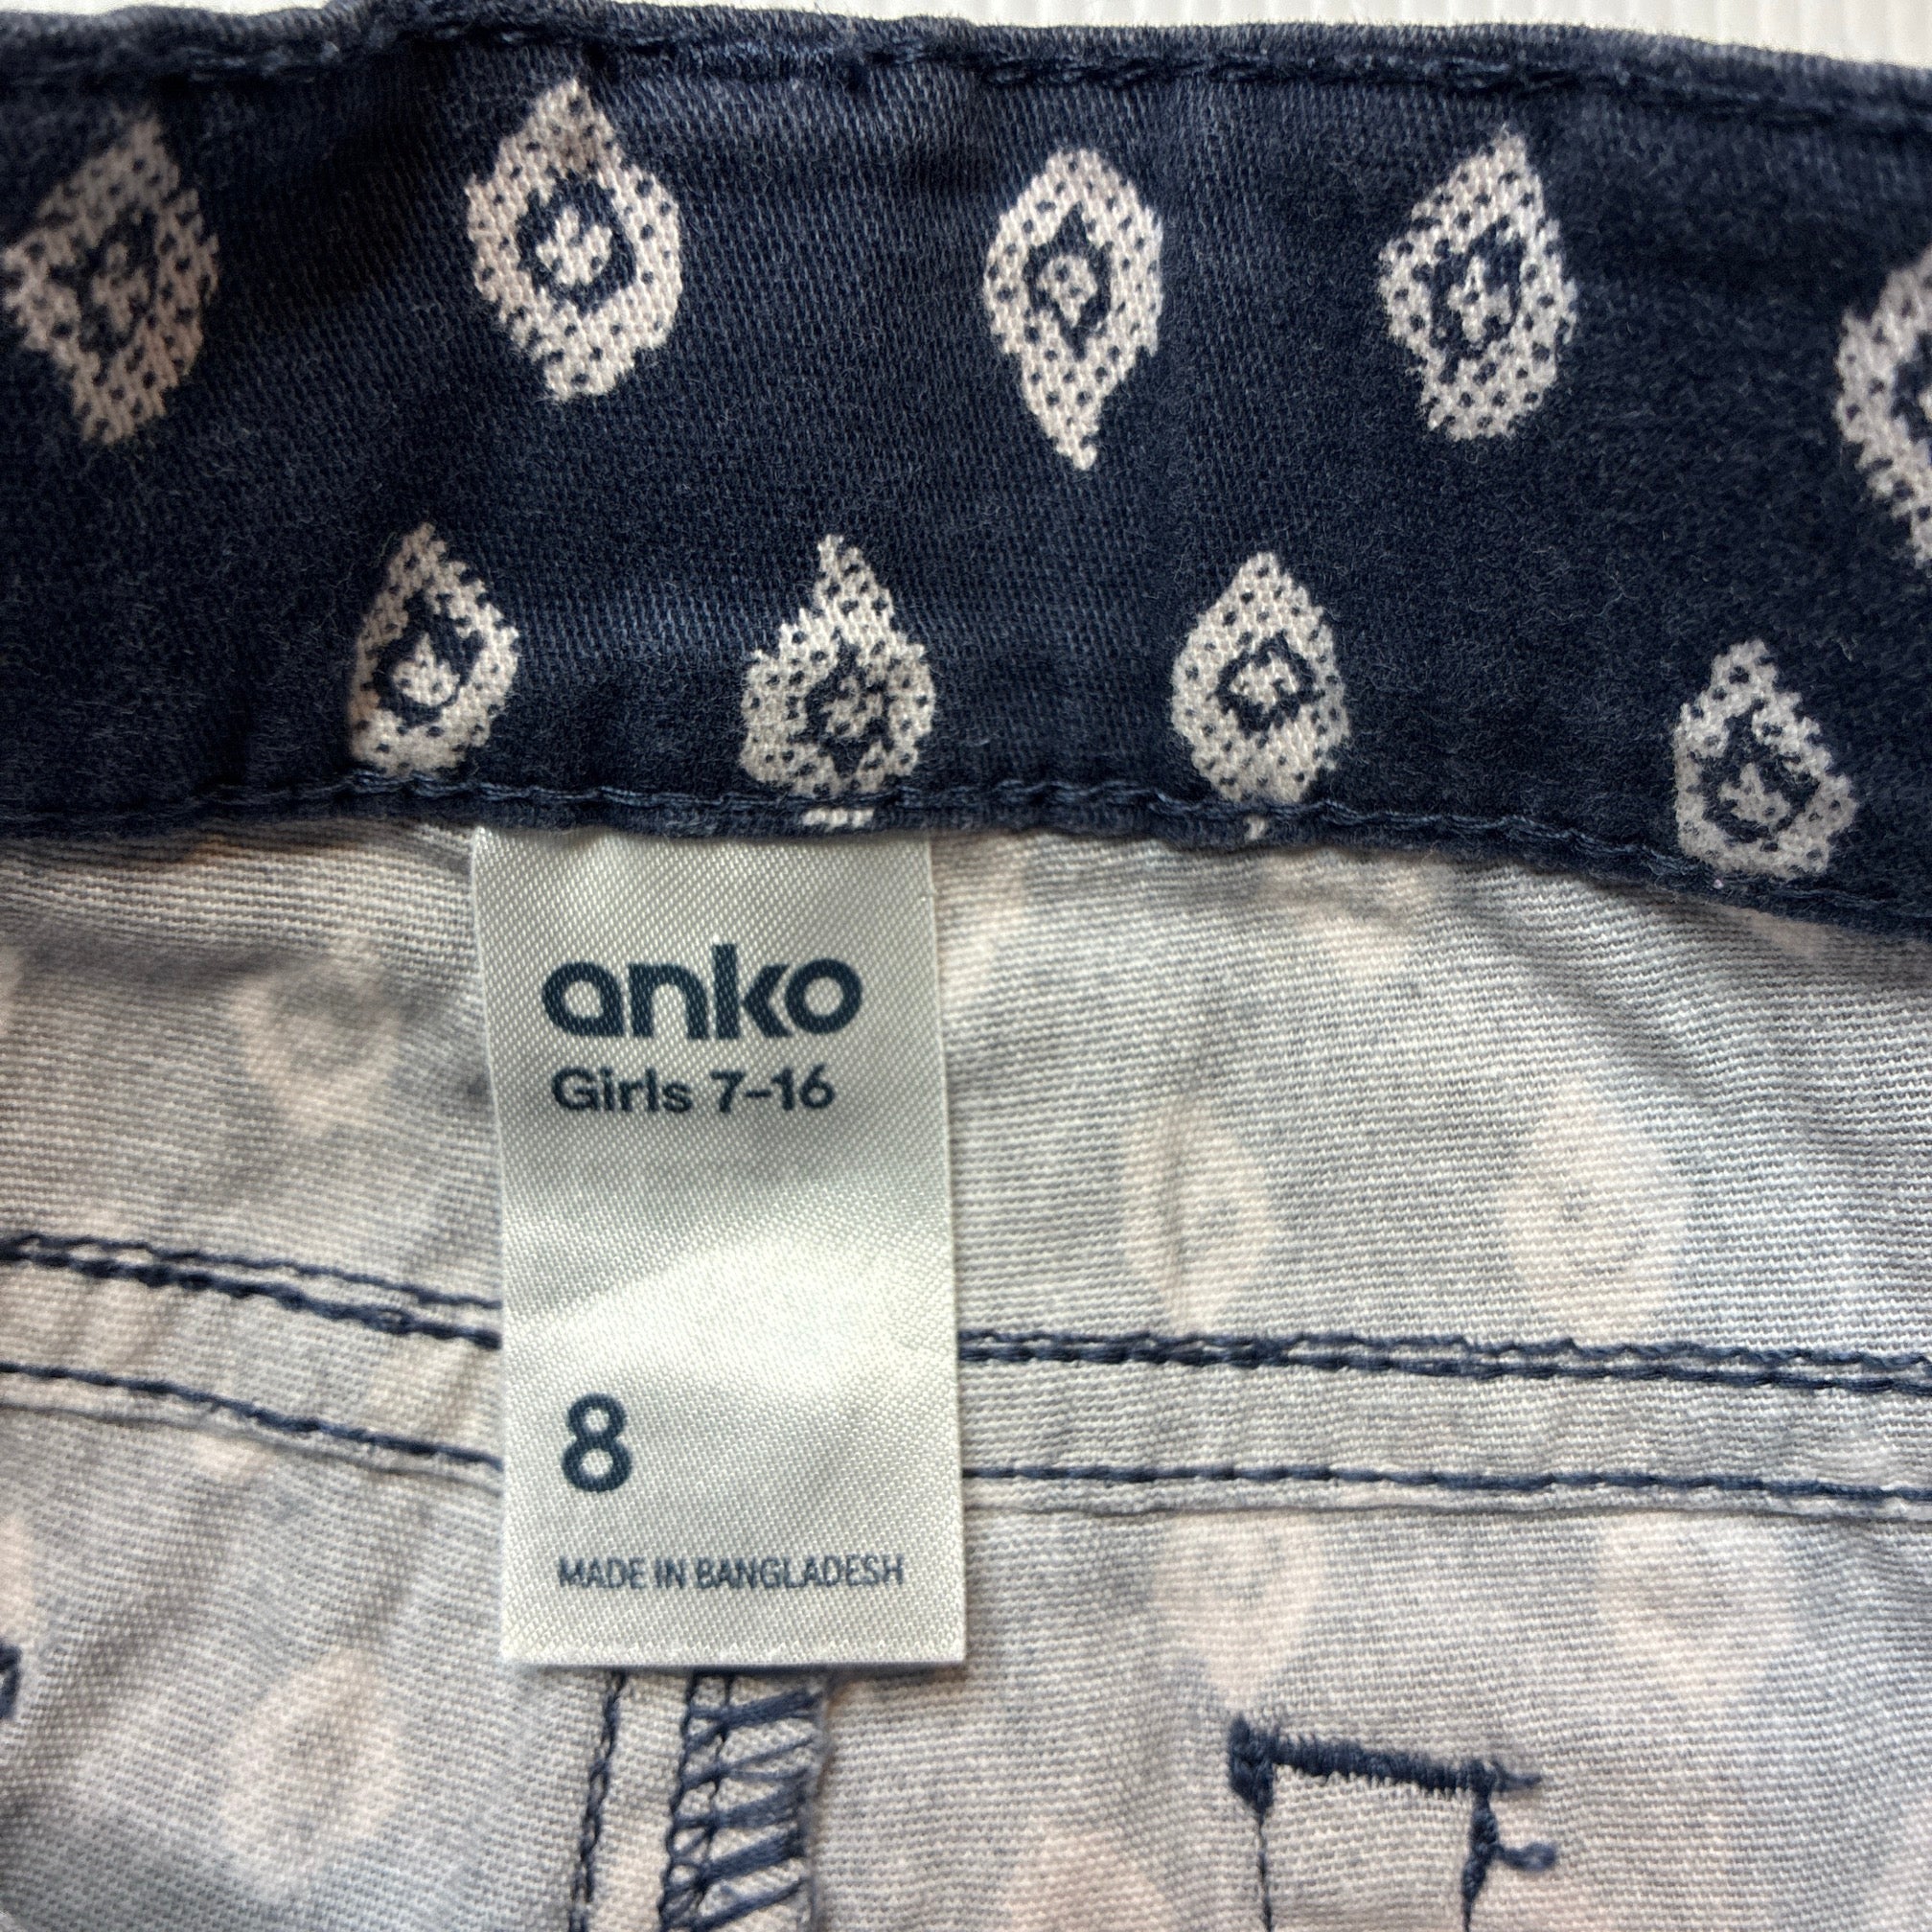 anko
Girls 7-16
8
MADE IN BANGLADESH